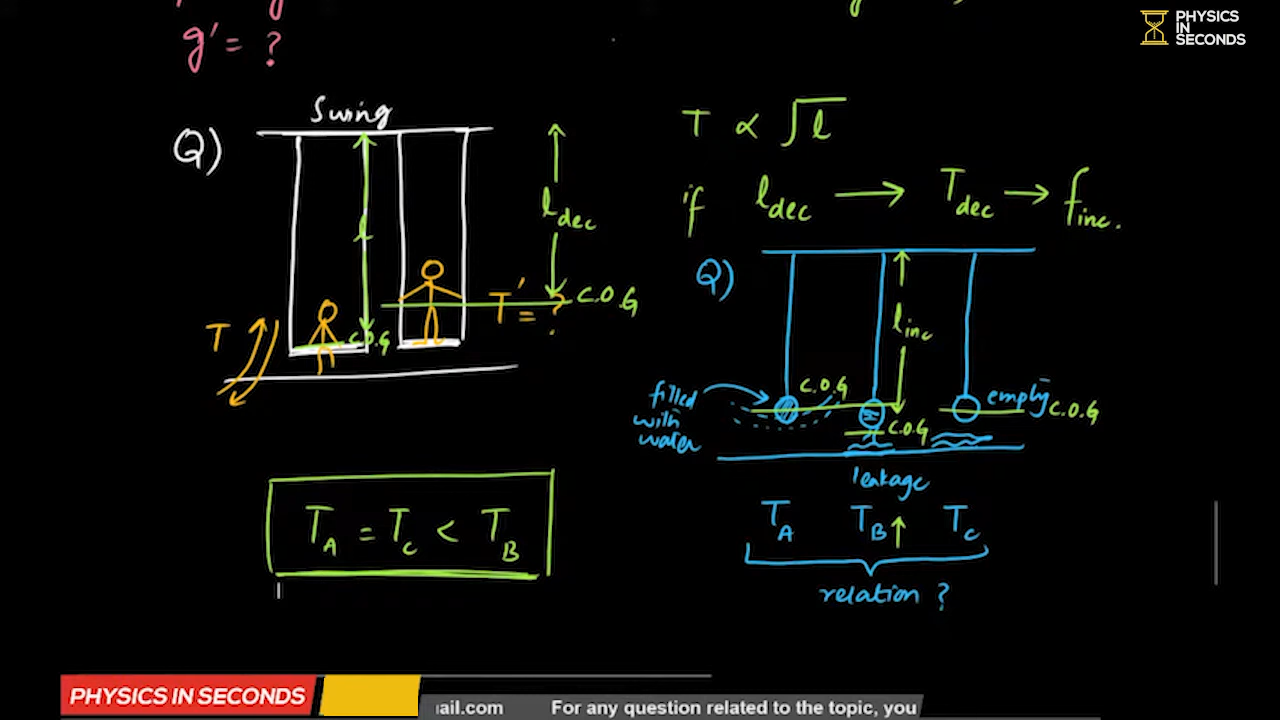 g' = ?
PHYSICS
IN
SECONDS
Swing
Q)
l
l dec
T
C.O.G
T' = ?
C.O.G
T ∝ √l
if l dec → T dec → f inc.
Q)
l inc
filled
with
water
C.O.G
C.O.G
empty
C.O.G
leakage
T_A T_B ↑ T_C
relation ?
T_A = T_C < T_B
PHYSICS IN SECONDS
ail.com For any question related to the topic, you